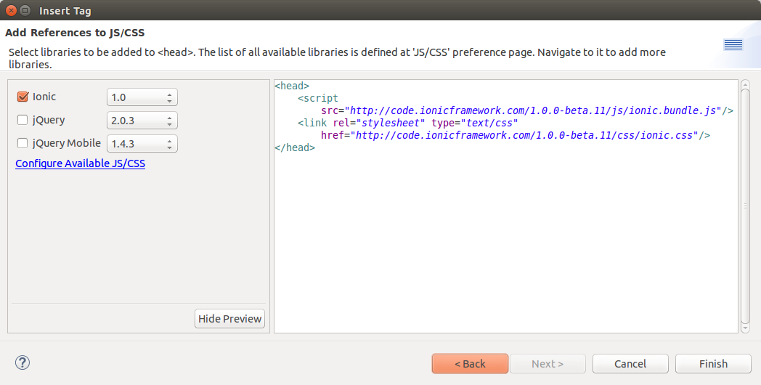 Insert Tag
Add References to JS/CSS
Select libraries to be added to <head>. The list of all available libraries is defined at 'JS/CSS' preference page. Navigate to it to add more
libraries.
Ionic 1.0
jQuery 2.0.3
jQuery Mobile 1.4.3
Configure Available JS/CSS
Hide Preview
<head>
<script
src="http://code.ionicframework.com/1.0.0-beta.11/js/ionic.bundle.js"/>
<link rel="stylesheet" type="text/css"
href="http://code.ionicframework.com/1.0.0-beta.11/css/ionic.css"/>
</head>
?
< Back
Next >
Cancel
Finish